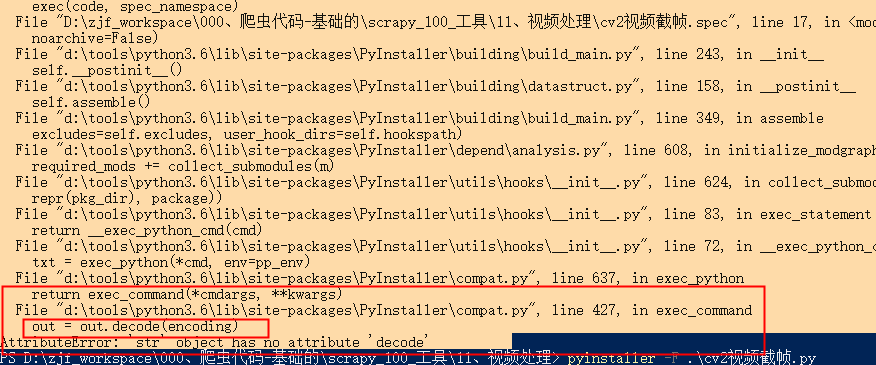 exec(code, spec_namespace)
File "D:\zjf_workspace\000、爬虫代码-基础的\scrapy_100_工具\11、视频处理\cv2视频截帧.spec", line 17, in <mod
noarchive=False)
File "d:\tools\python3.6\lib\site-packages\PyInstaller\building\build_main.py", line 243, in __init__
self.__postinit__()
File "d:\tools\python3.6\lib\site-packages\PyInstaller\building\datastruct.py", line 158, in __postinit__
self.assemble()
File "d:\tools\python3.6\lib\site-packages\PyInstaller\building\build_main.py", line 349, in assemble
excludes=self.excludes, user_hook_dirs=self.hookspath)
File "d:\tools\python3.6\lib\site-packages\PyInstaller\depend\analysis.py", line 608, in initialize_modgraph
required_mods += collect_submodules(m)
File "d:\tools\python3.6\lib\site-packages\PyInstaller\utils\hooks\__init__.py", line 624, in collect_submod
repr(pkg_dir), package))
File "d:\tools\python3.6\lib\site-packages\PyInstaller\utils\hooks\__init__.py", line 83, in exec_statement
return __exec_python_cmd(cmd)
File "d:\tools\python3.6\lib\site-packages\PyInstaller\utils\hooks\__init__.py", line 72, in __exec_python_c
txt = exec_python(*cmd, env=pp_env)
File "d:\tools\python3.6\lib\site-packages\PyInstaller\compat.py", line 637, in exec_python
return exec_command(*cmdargs, **kwargs)
File "d:\tools\python3.6\lib\site-packages\PyInstaller\compat.py", line 427, in exec_command
out = out.decode(encoding)
AttributeError: 'str' object has no attribute 'decode'
PS D:\zjf_workspace\000、爬虫代码-基础的\scrapy_100_工具\11、视频处理> pyinstaller -F .\cv2视频截帧.py